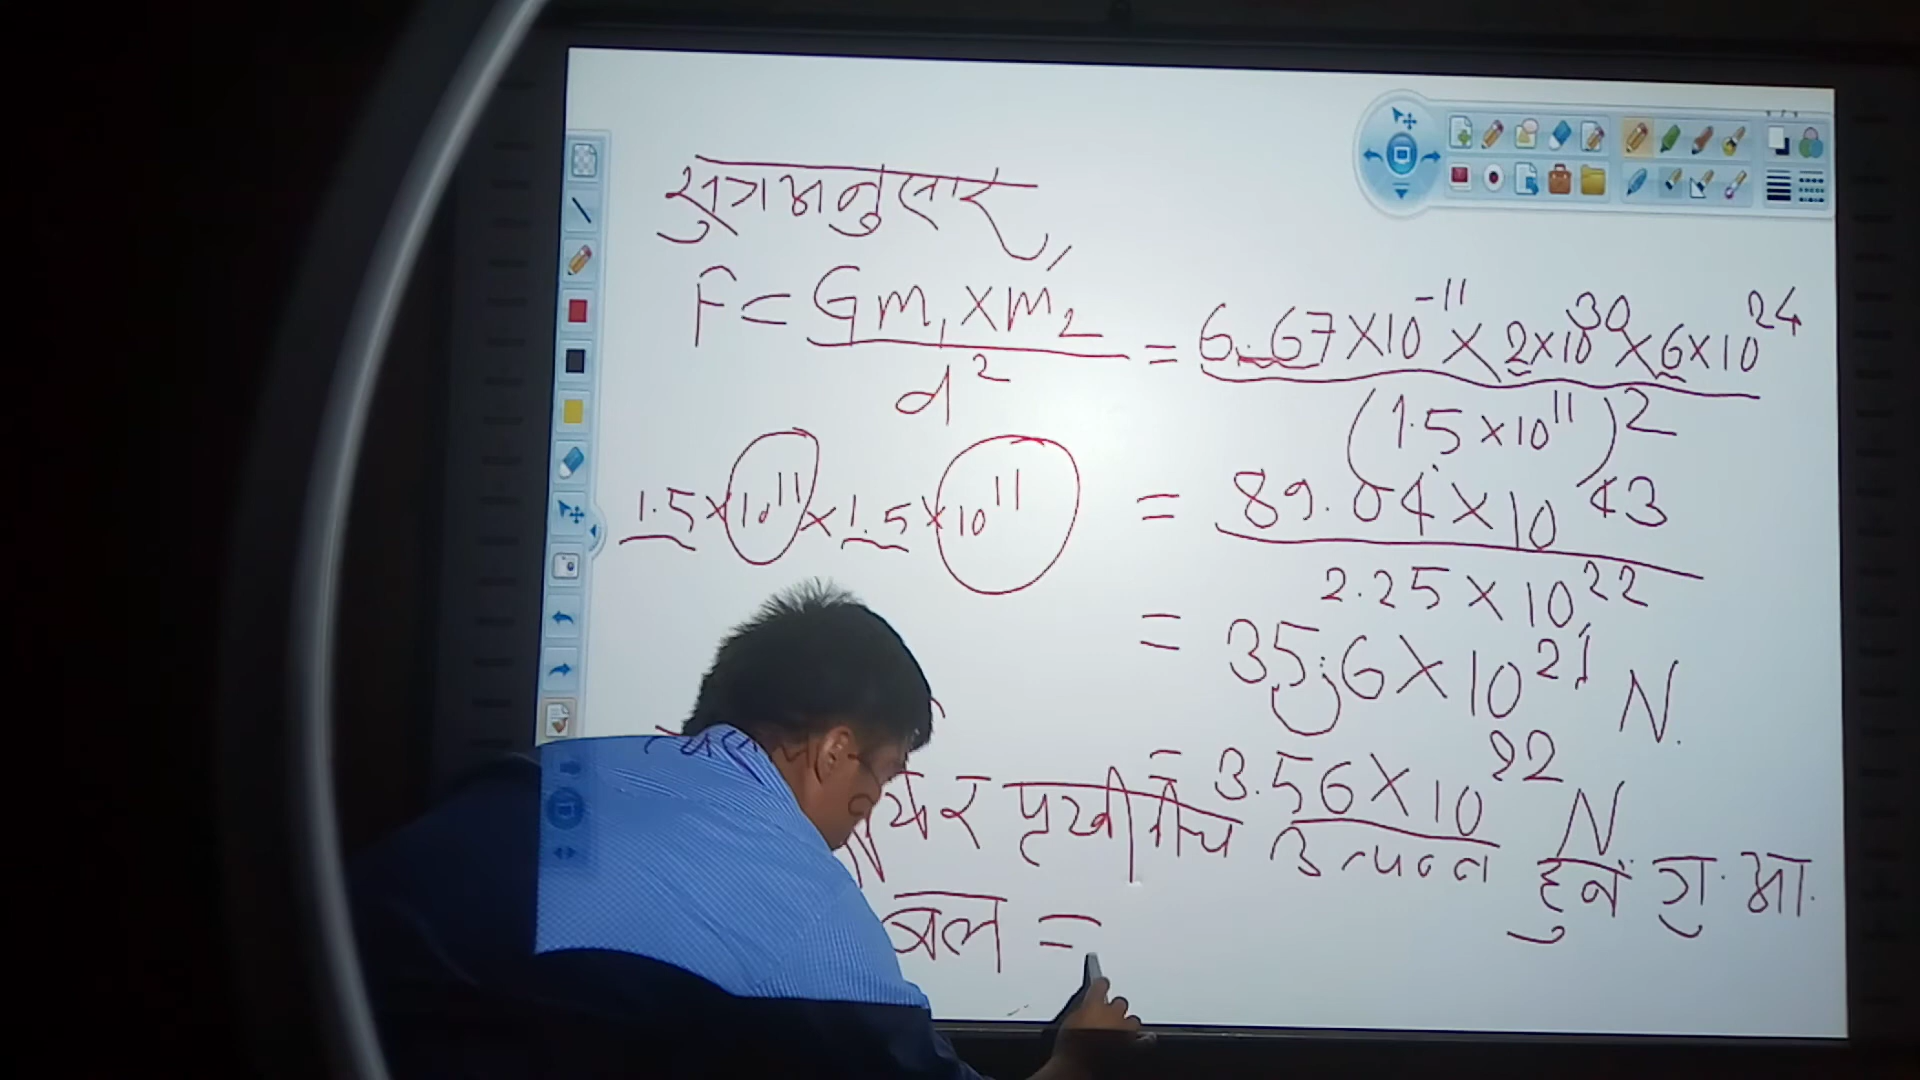 सुत्रअनुसार,
F = Gm₁×m₂ / d² = 6.67×10⁻¹¹ × 2×10³⁰ × 6×10²⁴ / (1.5×10¹¹)²
1.5×10¹¹×1.5×10¹¹ = 89.04×10⁴³ / 2.25×10²²
= 35.6×10²¹ N.
= 3.56×10²² N
र पृथ्वी बीच उत्पन्न हुने गु. आ.
बल =